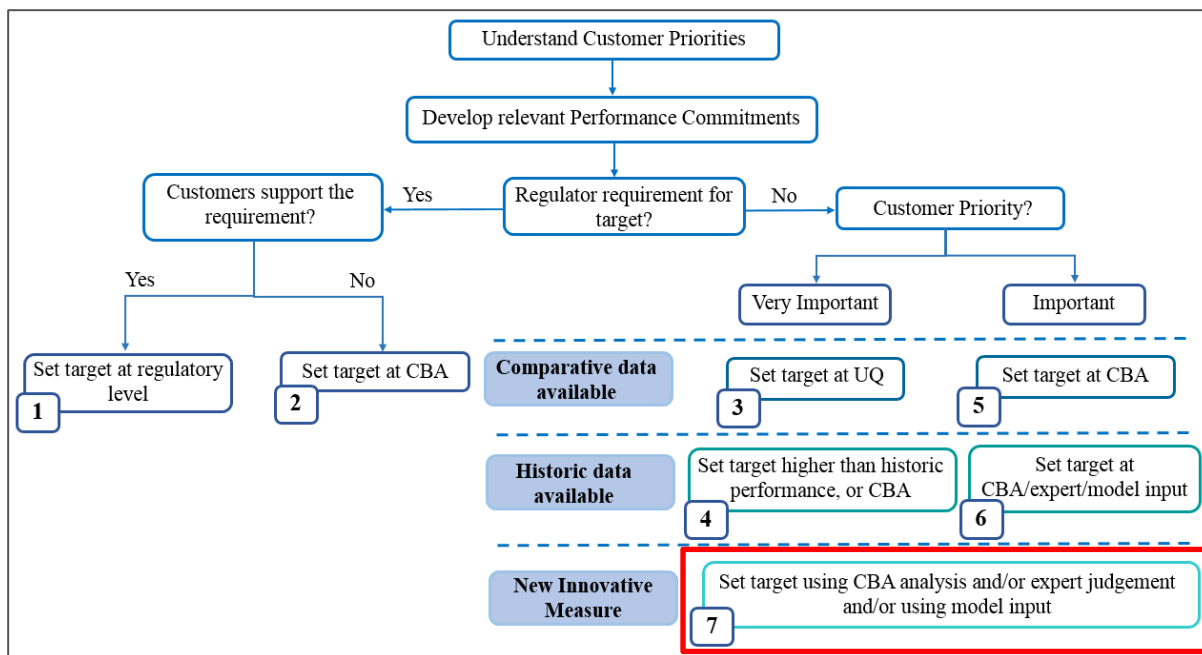 Understand Customer Priorities
Develop relevant Performance Commitments
Customers support the
requirement?
Yes
Regulator requirement for
target?
No
Customer Priority?
Yes
No
Very Important
Important
Set target at regulatory
level
1
Set target at CBA
2
Comparative data
available
Set target at UQ
3
Set target at CBA
5
Historic data
available
Set target higher than historic
performance, or CBA
4
Set target at
CBA/expert/model input
6
New Innovative
Measure
Set target using CBA analysis and/or expert judgement
and/or using model input
7